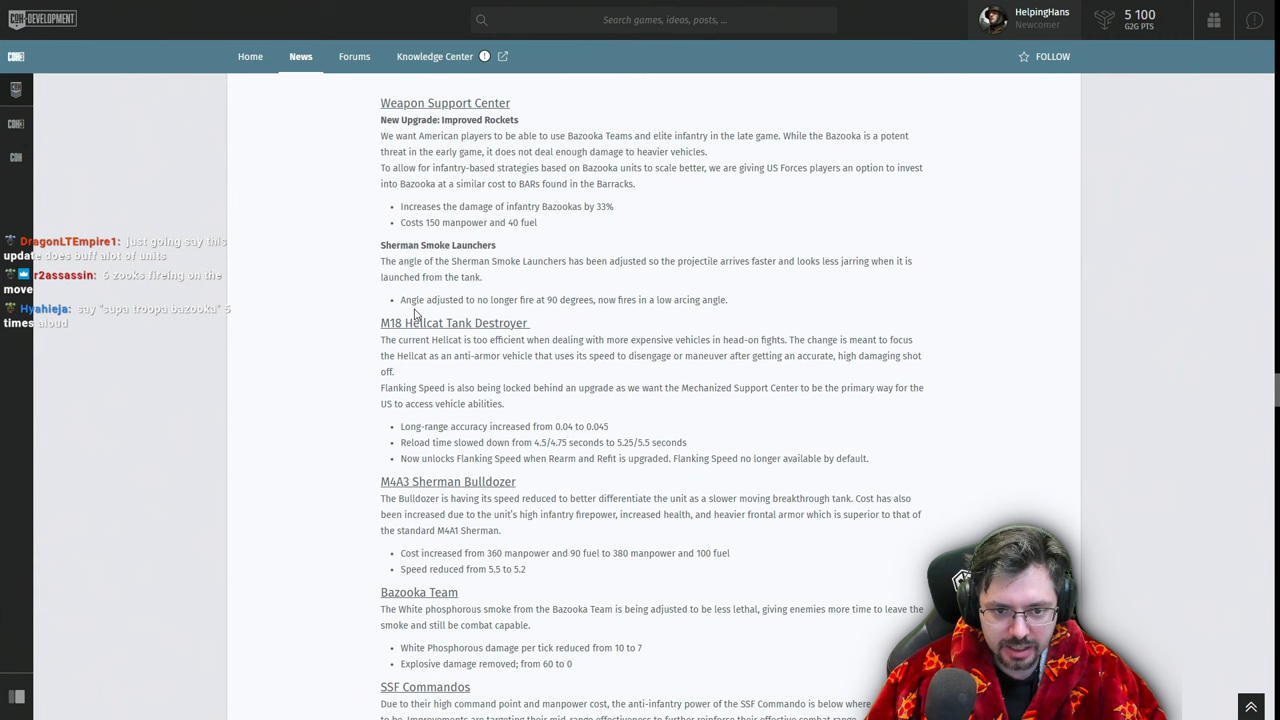 COH-DEVELOPMENT
Search games, ideas, posts, ...
HelpingHans
Newcomer
5 100
G2G PTS
COH3
Home
News
Forums
Knowledge Center
FOLLOW
COH3
COH
Weapon Support Center
New Upgrade: Improved Rockets
We want American players to be able to use Bazooka Teams and elite infantry in the late game. While the Bazooka is a potent
threat in the early game, it does not deal enough damage to heavier vehicles.
To allow for infantry-based strategies based on Bazooka units to scale better, we are giving US Forces players an option to invest
into Bazooka at a similar cost to BARs found in the Barracks.
• Increases the damage of infantry Bazookas by 33%
• Costs 150 manpower and 40 fuel
DragonLTEmpire1: Just going say this
update does buff alot of units
r2assassin: 6 zooks fireing on the
move
Hyahieja: say "supa troopa bazooka" 5
times aloud
Sherman Smoke Launchers
The angle of the Sherman Smoke Launchers has been adjusted so the projectile arrives faster and looks less jarring when it is
launched from the tank.
• Angle adjusted to no longer fire at 90 degrees, now fires in a low arcing angle.
M18 Hellcat Tank Destroyer
The current Hellcat is too efficient when dealing with more expensive vehicles in head-on fights. The change is meant to focus
the Hellcat as an anti-armor vehicle that uses its speed to disengage or maneuver after getting an accurate, high damaging shot
off.
Flanking Speed is also being locked behind an upgrade as we want the Mechanized Support Center to be the primary way for the
US to access vehicle abilities.
• Long-range accuracy increased from 0.04 to 0.045
• Reload time slowed down from 4.5/4.75 seconds to 5.25/5.5 seconds
• Now unlocks Flanking Speed when Rearm and Refit is upgraded. Flanking Speed no longer available by default.
M4A3 Sherman Bulldozer
The Bulldozer is having its speed reduced to better differentiate the unit as a slower moving breakthrough tank. Cost has also
been increased due to the unit's high infantry firepower, increased health, and heavier frontal armor which is superior to that of
the standard M4A1 Sherman.
• Cost increased from 360 manpower and 90 fuel to 380 manpower and 100 fuel
• Speed reduced from 5.5 to 5.2
Bazooka Team
The White phosphorous smoke from the Bazooka Team is being adjusted to be less lethal, giving enemies more time to leave the
smoke and still be combat capable.
• White Phosphorous damage per tick reduced from 10 to 7
• Explosive damage removed; from 60 to 0
SSF Commandos
Due to their high command point and manpower cost, the anti-infantry power of the SSF Commando is below where
to be. Improvements are targeting their mid-range effectiveness to further reinforce their effective combat range.